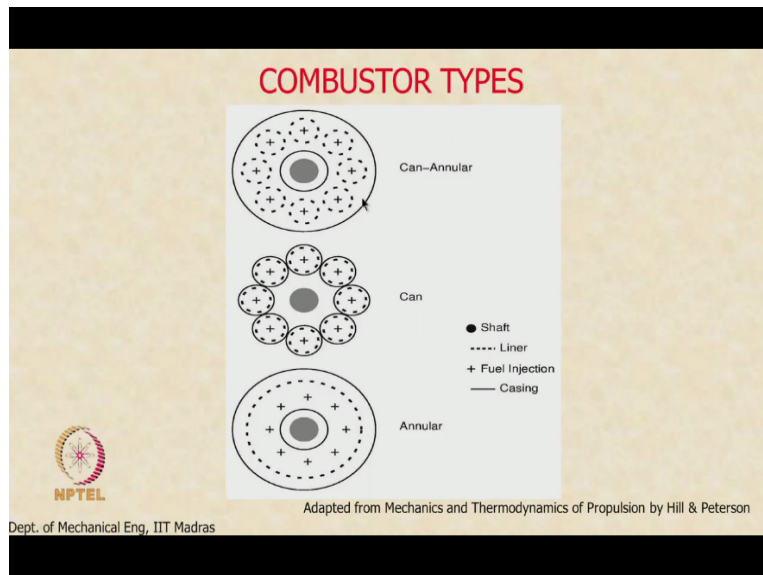 COMBUSTOR TYPES
Can-Annular
Can
Shaft
Liner
+ Fuel Injection
Casing
Annular
NPTEL
Adapted from Mechanics and Thermodynamics of Propulsion by Hill & Peterson
Dept. of Mechanical Eng, IIT Madras